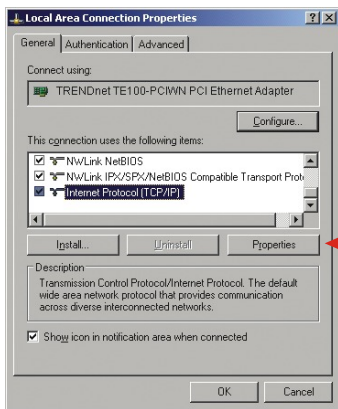 Local Area Connection Properties
General Authentication Advanced
Connect using:
TRENDnet TE100-PCIWN PCI Ethernet Adapter
Configure...
This connection uses the following items:
NWLink NetBIOS
NWLink IPX/SPX/NetBIOS Compatible Transport Proto
Internet Protocol (TCP/IP)
Install... Uninstall Properties
Description
Transmission Control Protocol/Internet Protocol. The default
wide area network protocol that provides communication
across diverse interconnected networks.
Show icon in notification area when connected
OK Cancel